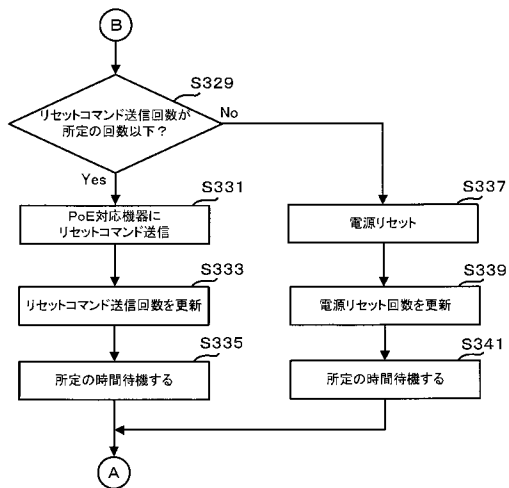 B
S329
リセットコマンド送信回数が
所定の回数以下？
No
Yes
S331
PoE対応機器に
リセットコマンド送信
S333
リセットコマンド送信回数を更新
S335
所定の時間待機する
S337
電源リセット
S339
電源リセット回数を更新
S341
所定の時間待機する
A